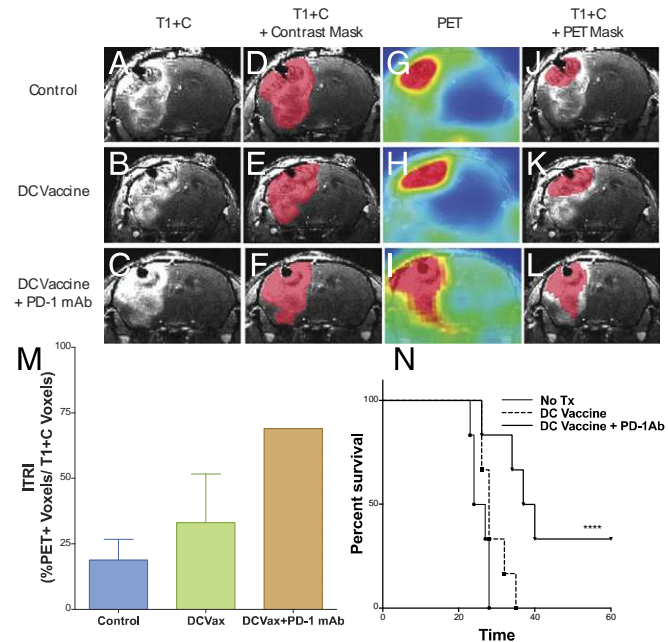 T1+C
T1+C
+ Contrast Mask
PET
T1+C
+ PET Mask
Control
A
D
G
J
DC Vaccine
B
E
H
K
DC Vaccine
+ PD-1 mAb
C
F
I
L
M
ITRI
(%PET+ Voxels/ T1+C Voxels)
100
75
50
25
0
Control
DCVax
DCVax+PD-1 mAb
N
No Tx
DC Vaccine
DC Vaccine + PD-1Ab
Percent survival
100
50
0
****
0
20
40
60
Time